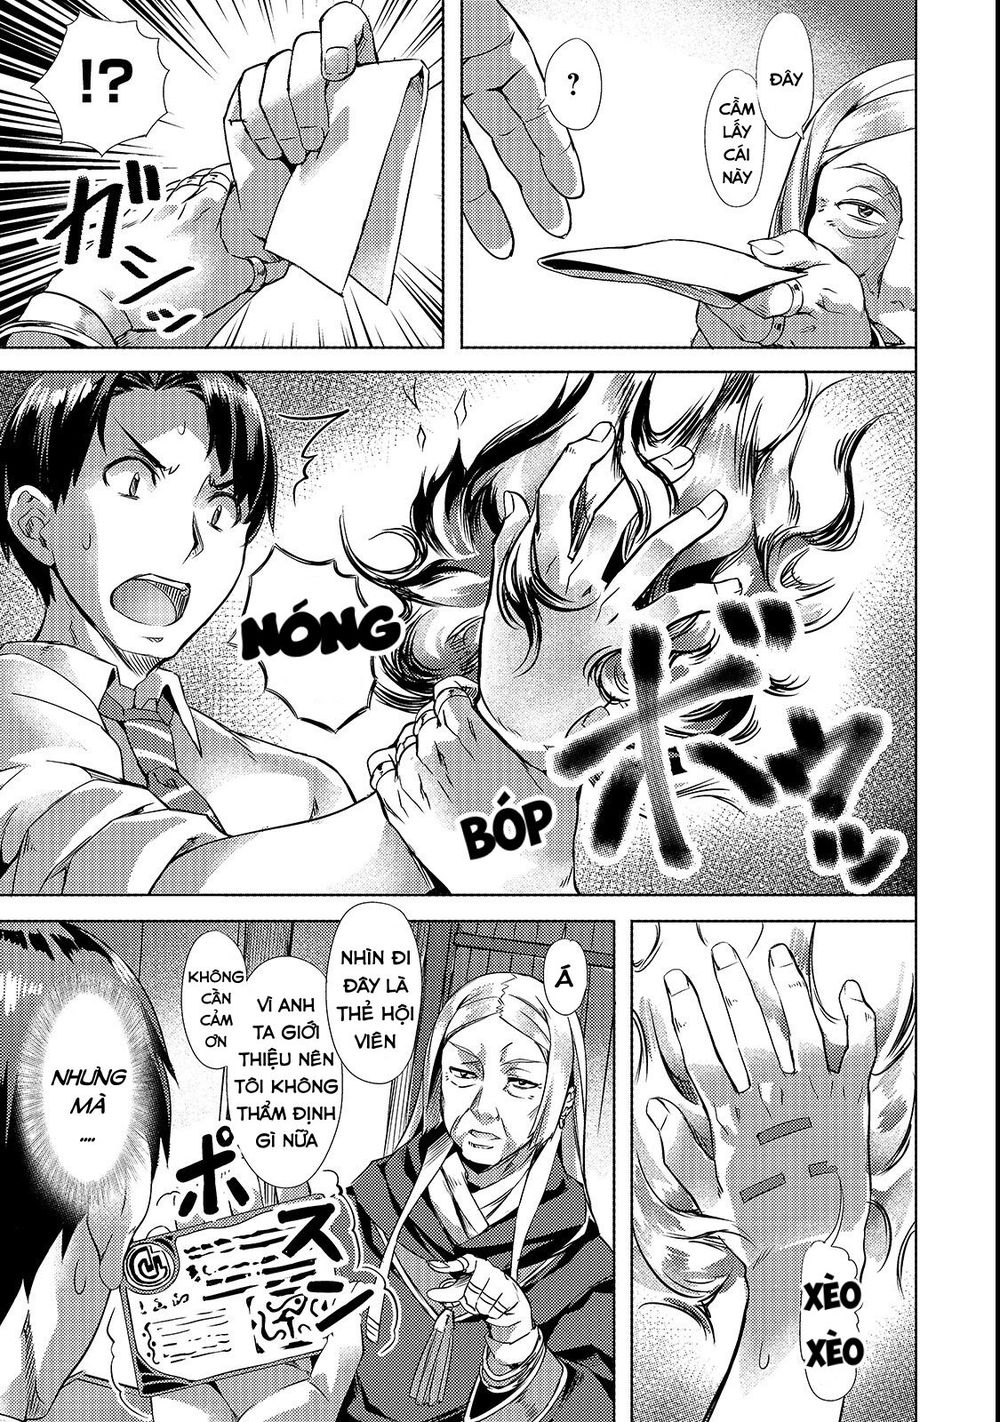 ĐÂY
CẦM
LẤY
CÁI
NÀY
?
!?
ガシッ
NÓNG
BÓP
ボッ
XÈO
XÈO
Á
NHÌN ĐI
ĐÂY LÀ
THẺ HỘI
VIÊN
VÌ ANH
TA GIỚI
THIỆU NÊN
TÔI KHÔNG
THẨM ĐỊNH
GÌ NỮA
KHÔNG
CẦN
CẢM
ƠN
ポスン
NHƯNG
MÀ
....